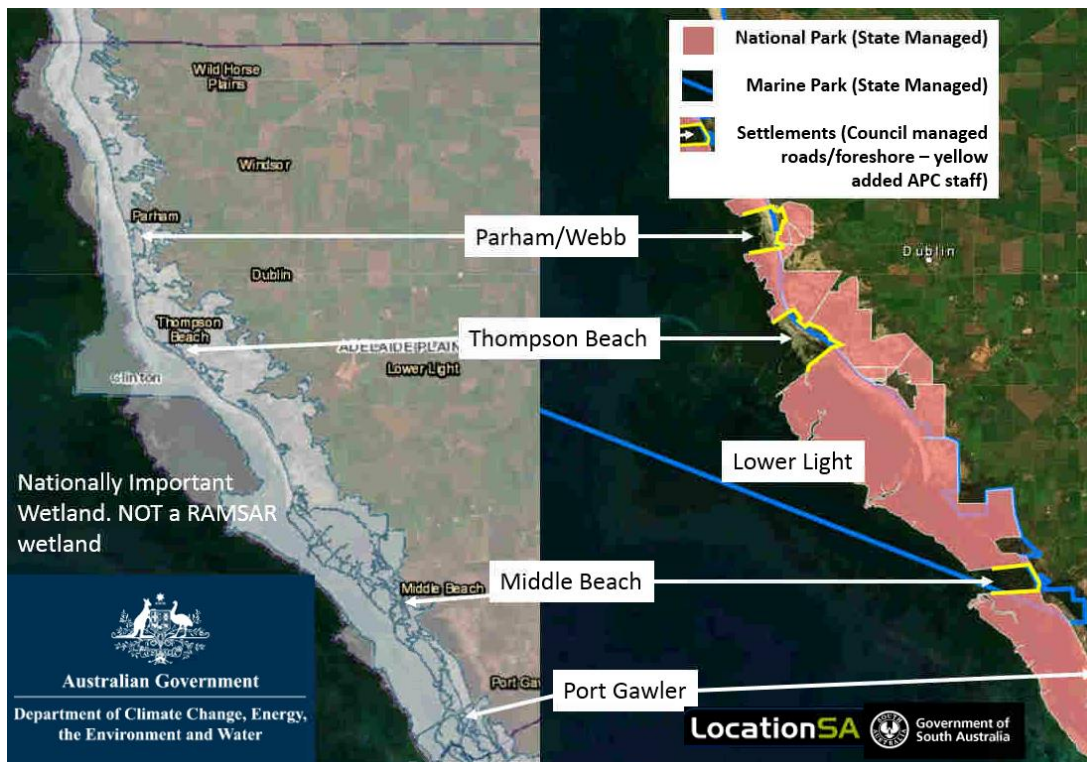 Wild Horse
Plains
Windsor
Parham
Dublin
Thompson
Beach
ADELAIDE PLAIN
Lower Light
Clinton
Middle Beach
Port Gaw
Nationally Important
Wetland. NOT a RAMSAR
wetland
Australian Government
Department of Climate Change, Energy,
the Environment and Water
Parham/Webb
Thompson Beach
Middle Beach
Port Gawler
National Park (State Managed)
Marine Park (State Managed)
Settlements (Council managed
roads/foreshore – yellow
added APC staff)
Dublin
Lower Light
LocationSA
Government of
South Australia